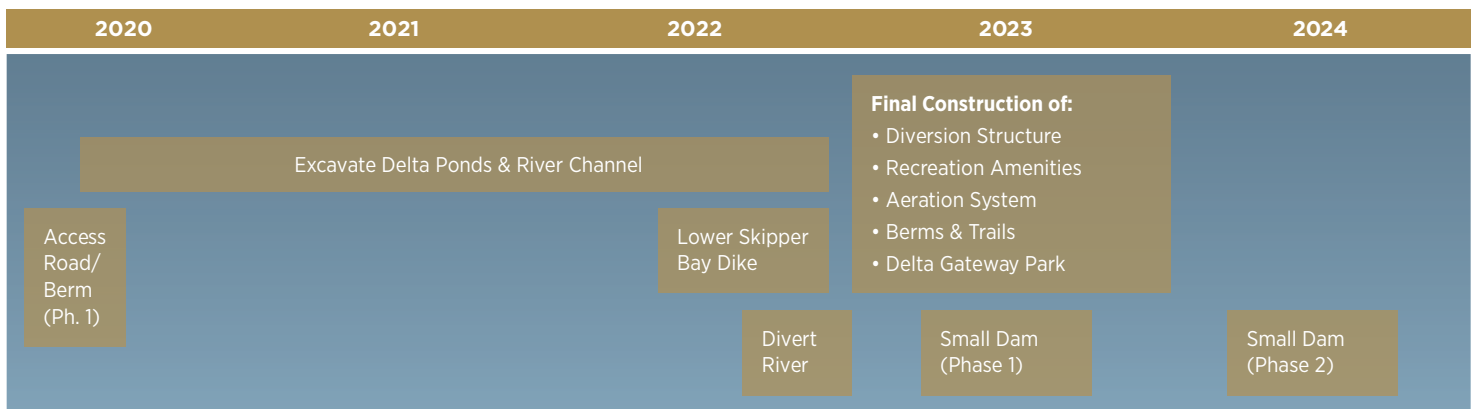 2020 2021 2022 2023 2024
Excavate Delta Ponds & River Channel
Access
Road/
Berm
(Ph. 1)
Lower Skipper
Bay Dike
Divert
River
Final Construction of:
• Diversion Structure
• Recreation Amenities
• Aeration System
• Berms & Trails
• Delta Gateway Park
Small Dam
(Phase 1)
Small Dam
(Phase 2)